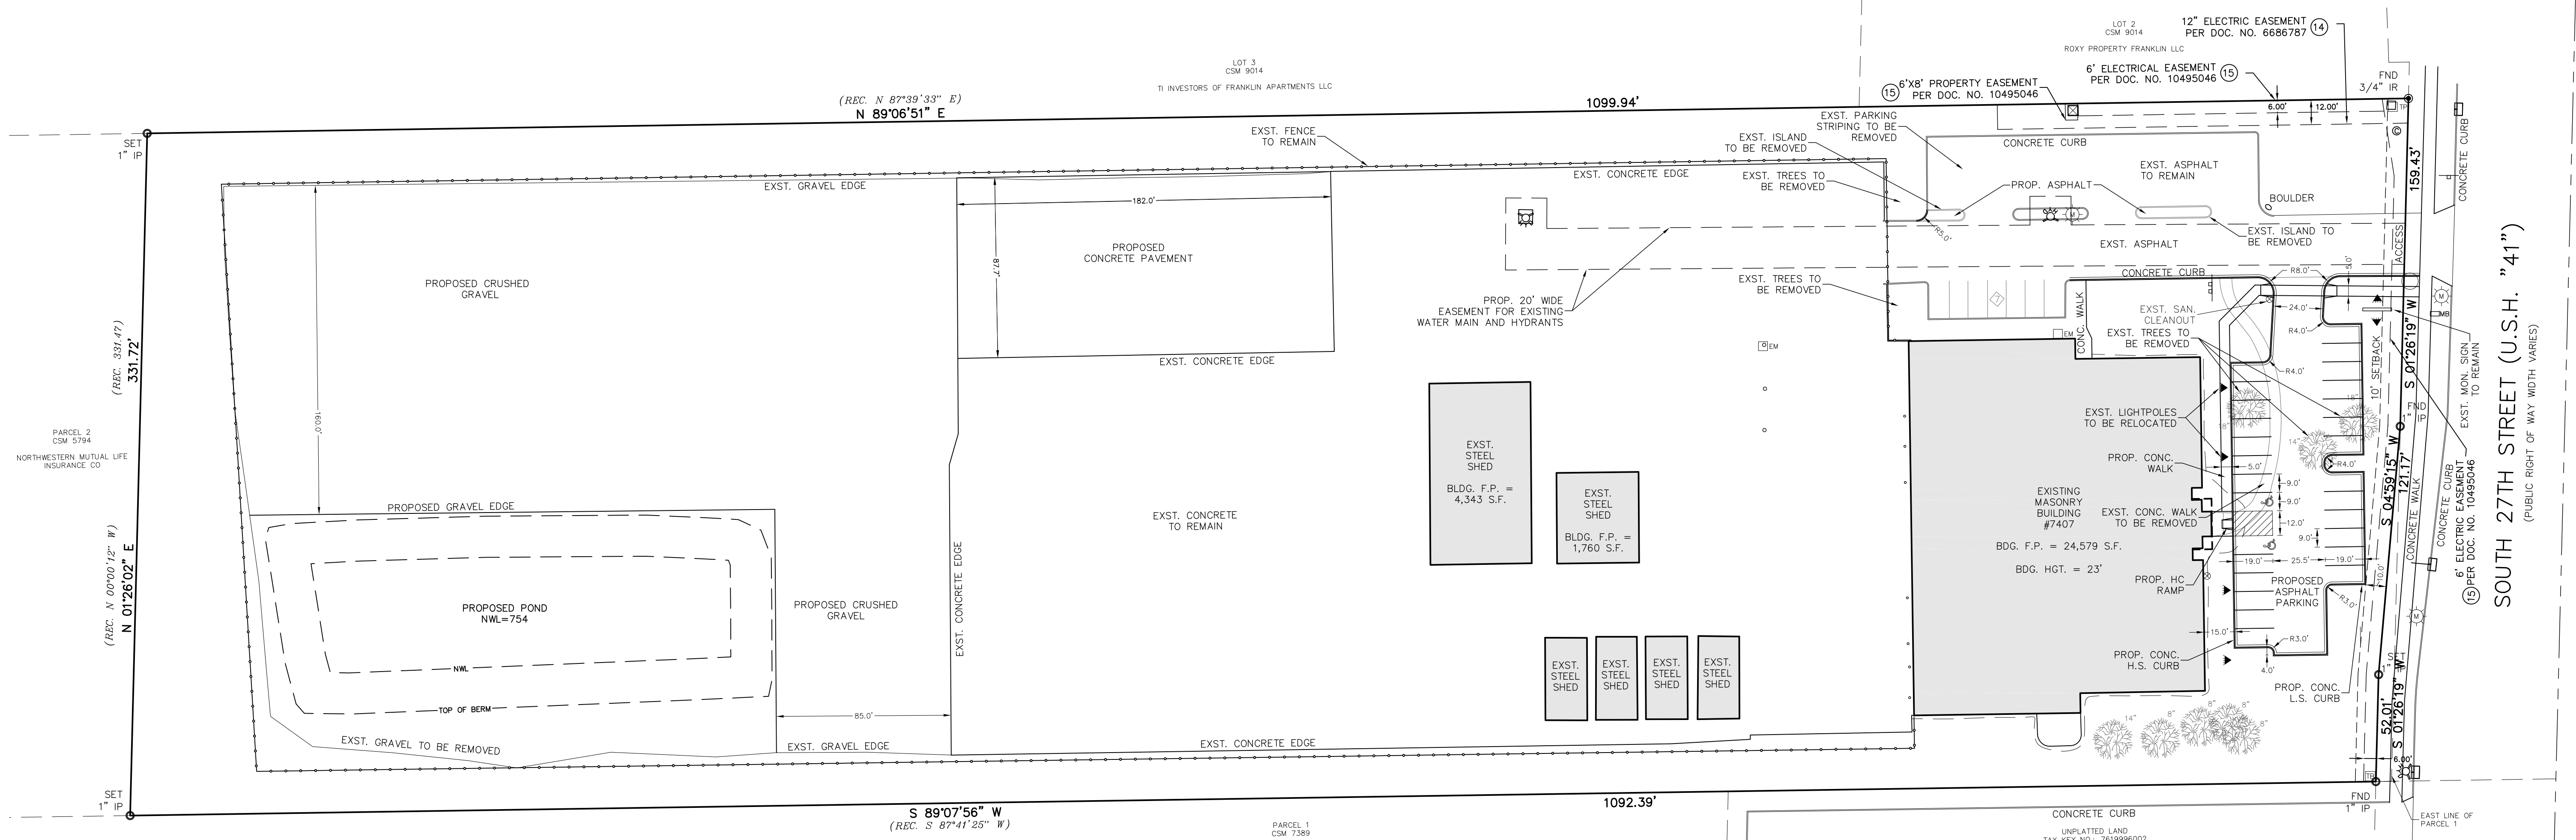 LOT 2
CSM 9014
ROXY PROPERTY FRANKLIN LLC
12" ELECTRIC EASEMENT
PER DOC. NO. 6686787
14
6' ELECTRICAL EASEMENT
PER DOC. NO. 10495046
15
FND
3/4" IR
LOT 3
CSM 9014
TI INVESTORS OF FRANKLIN APARTMENTS LLC
15
6'X8' PROPERTY EASEMENT
PER DOC. NO. 10495046
(REC. N 87°39'33" E)
N 89°06'51" E
1099.94'
6.00'
12.00'
TP
SET
1" IP
EXST. FENCE
TO REMAIN
EXST. PARKING
STRIPING TO BE
REMOVED
EXST. ISLAND
TO BE REMOVED
CONCRETE CURB
EXST. ASPHALT
TO REMAIN
EXST. GRAVEL EDGE
EXST. CONCRETE EDGE
EXST. TREES TO
BE REMOVED
PROP. ASPHALT
BOULDER
M
159.43'
CONCRETE CURB
182.0'
87.7'
160.0'
PROPOSED
CONCRETE PAVEMENT
R5.0'
EXST. ASPHALT
EXST. ISLAND TO
BE REMOVED
ACCESS
PROPOSED CRUSHED
GRAVEL
EXST. TREES TO
BE REMOVED
CONCRETE CURB
R8.0'
5.0'
7
PROP. 20' WIDE
EASEMENT FOR EXISTING
WATER MAIN AND HYDRANTS
CONC. WALK
EXST. SAN.
CLEANOUT
24.0'
M
MB
R4.0'
EXST. TREES TO
BE REMOVED
EM
EM
EXST. CONCRETE EDGE
R4.0'
10' SETBACK
S 01°26'19" W
EXST. MON. SIGN
TO REMAIN
SOUTH 27TH STREET (U.S.H. "41")
(PUBLIC RIGHT OF WAY WIDTH VARIES)
(REC. 331.47)
331.72'
PARCEL 2
CSM 5794
NORTHWESTERN MUTUAL LIFE
INSURANCE CO
(REC. N 00°00'12" W)
N 01°26'02" E
EXST. LIGHTPOLES
TO BE RELOCATED
18"
18"
14"
FND
1" IP
EXST.
STEEL
SHED
BLDG. F.P. =
4,343 S.F.
EXST.
STEEL
SHED
BLDG. F.P. =
1,760 S.F.
PROP. CONC.
WALK
5.0'
R4.0'
S 04°59'15" W
121.17'
CONCRETE WALK
CONCRETE CURB
6' ELECTRIC EASEMENT
PER DOC. NO. 10495046
15
EXISTING
MASONRY
BUILDING
#7407
BDG. F.P. = 24,579 S.F.
BDG. HGT. = 23'
EXST. CONC. WALK
TO BE REMOVED
9.0'
9.0'
12.0'
9.0'
19.0'
25.5'
19.0'
10.0'
PROPOSED GRAVEL EDGE
EXST. CONCRETE
TO REMAIN
EXST. CONCRETE EDGE
PROP. HC
RAMP
PROPOSED
ASPHALT
PARKING
R3.0'
PROPOSED POND
NWL=754
PROPOSED CRUSHED
GRAVEL
M
15.0'
R3.0'
NWL
PROP. CONC.
H.S. CURB
4.0'
SET
1" IP
EXST.
STEEL
SHED
EXST.
STEEL
SHED
EXST.
STEEL
SHED
EXST.
STEEL
SHED
PROP. CONC.
L.S. CURB
TOP OF BERM
85.0'
14"
8"
8"
8"
8"
52.01'
S 01°26'19" W
EXST. GRAVEL TO BE REMOVED
EXST. GRAVEL EDGE
EXST. CONCRETE EDGE
6.00'
TP
SET
1" IP
S 89°07'56" W
(REC. S 87°41'25" W)
1092.39'
FND
1" IP
PARCEL 1
CSM 7389
CONCRETE CURB
UNPLATTED LAND
TAX KEY NO.: 7619996002
EAST LINE OF
PARCEL 1